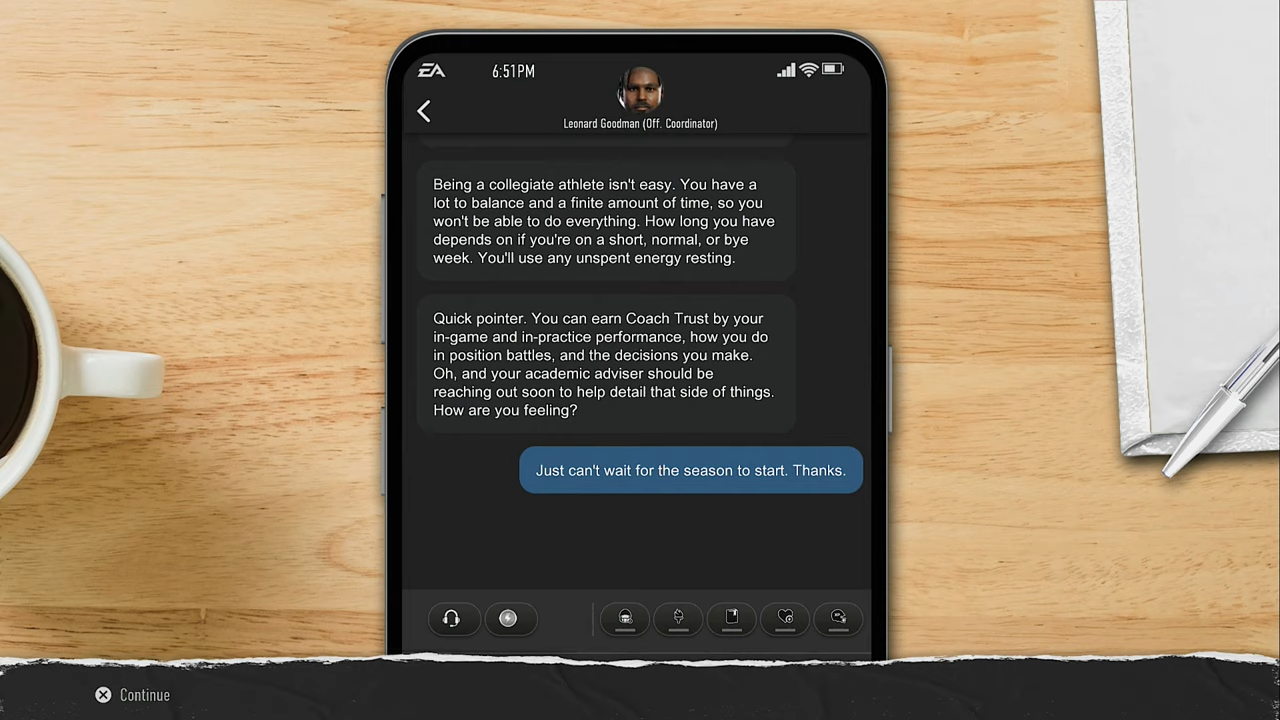 EA
6:51PM
Leonard Goodman (Off. Coordinator)
Being a collegiate athlete isn't easy. You have a
lot to balance and a finite amount of time, so you
won't be able to do everything. How long you have
depends on if you're on a short, normal, or bye
week. You'll use any unspent energy resting.
Quick pointer. You can earn Coach Trust by your
in-game and in-practice performance, how you do
in position battles, and the decisions you make.
Oh, and your academic adviser should be
reaching out soon to help detail that side of things.
How are you feeling?
Just can't wait for the season to start. Thanks.
Continue